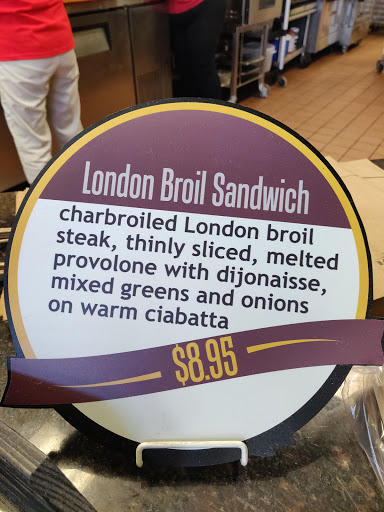 London Broil Sandwich
charbroiled London broil
steak, thinly sliced, melted
provolone with dijonaisse,
mixed greens and onions
on warm ciabatta
$8.95